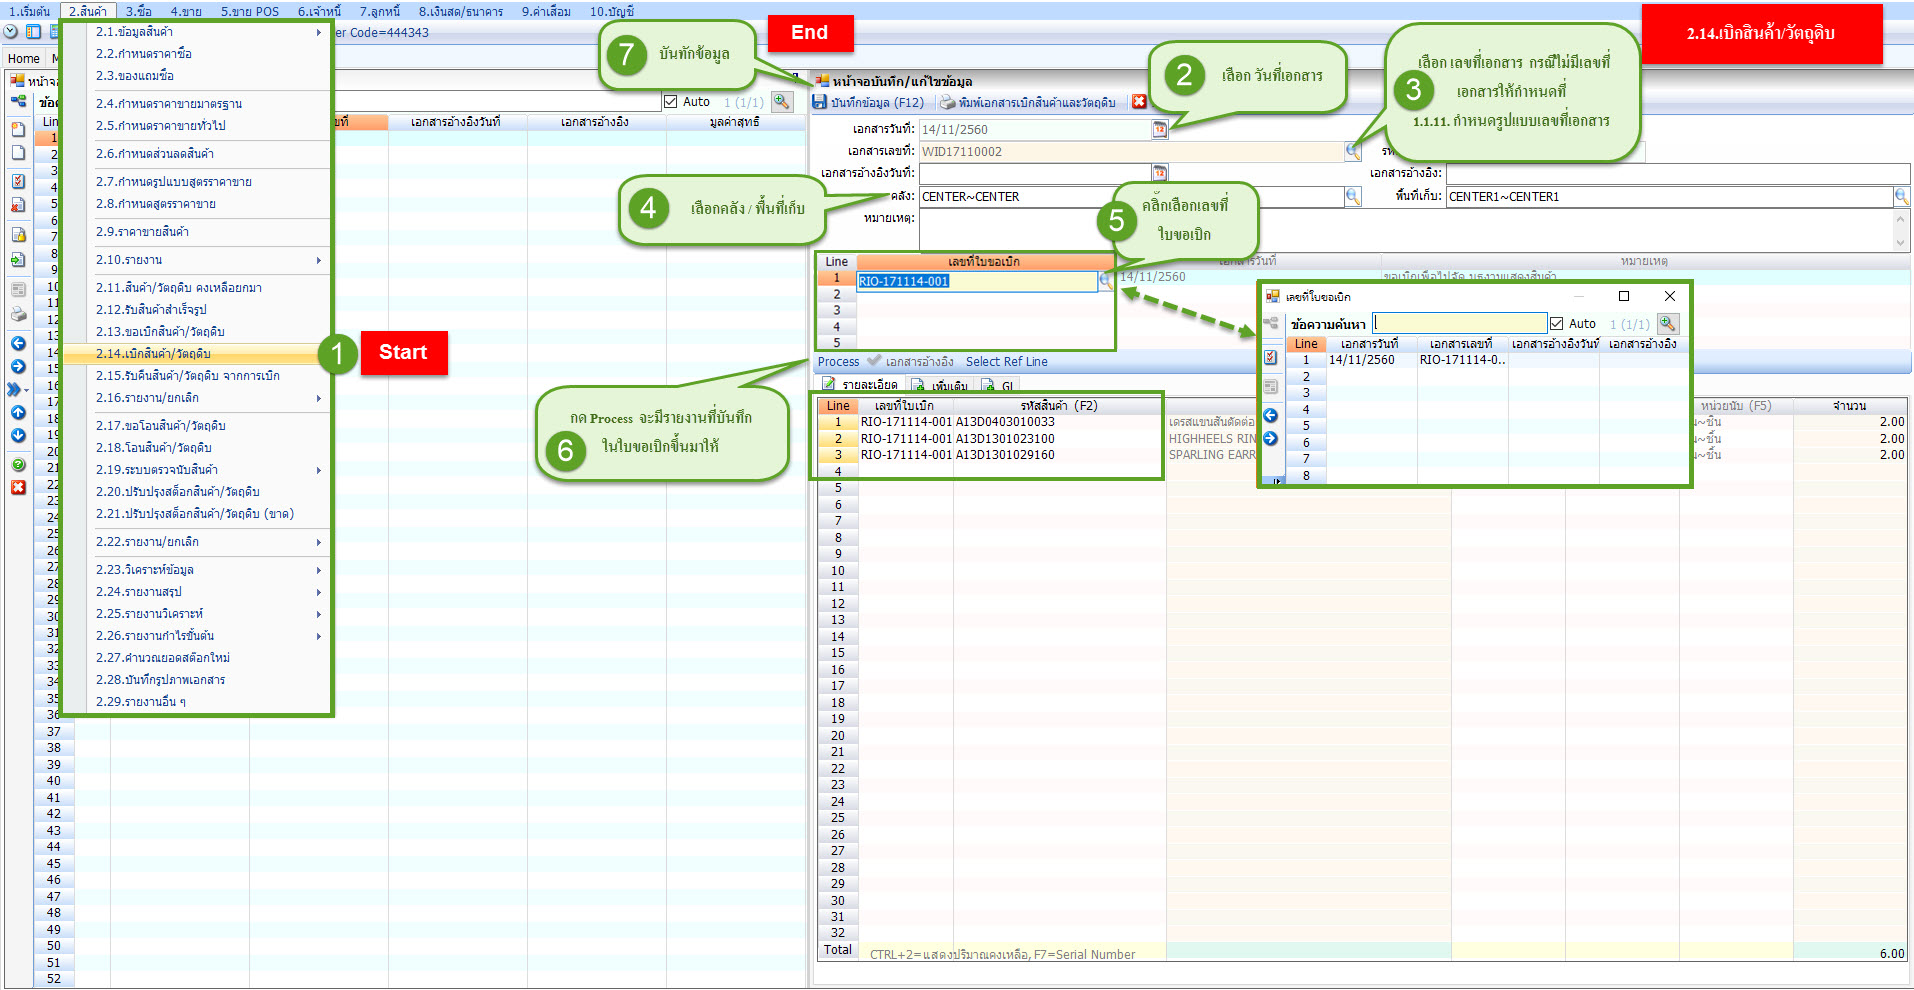 1.เริ่มต้น 2.สินค้า 3.ซื้อ 4.ขาย 5.ขาย POS 6.เจ้าหนี้ 7.ลูกหนี้ 8.เงินสด/ธนาคาร 9.ค่าเสื่อม 10.บัญชี
er Code=444343
Home
2.1.ข้อมูลสินค้า
2.2.กำหนดราคาซื้อ
2.3.ของแถมซื้อ
2.4.กำหนดราคาขายมาตรฐาน
2.5.กำหนดราคาขายทั่วไป
2.6.กำหนดส่วนลดสินค้า
2.7.กำหนดรูปแบบสูตรราคาขาย
2.8.กำหนดสูตรราคาขาย
2.9.ราคาขายสินค้า
2.10.รายงาน
2.11.สินค้า/วัตถุดิบ คงเหลือยกมา
2.12.รับสินค้าสำเร็จรูป
2.13.ขอเบิกสินค้า/วัตถุดิบ
2.14.เบิกสินค้า/วัตถุดิบ
2.15.รับคืนสินค้า/วัตถุดิบ จากการเบิก
2.16.รายงาน/ยกเลิก
2.17.ขอโอนสินค้า/วัตถุดิบ
2.18.โอนสินค้า/วัตถุดิบ
2.19.ระบบตรวจนับสินค้า
2.20.ปรับปรุงสต็อกสินค้า/วัตถุดิบ
2.21.ปรับปรุงสต็อกสินค้า/วัตถุดิบ (ขาด)
2.22.รายงาน/ยกเลิก
2.23.วิเคราะห์ข้อมูล
2.24.รายงานสรุป
2.25.รายงานวิเคราะห์
2.26.รายงานกำไรขั้นต้น
2.27.คำนวณยอดสต๊อกใหม่
2.28.บันทึกรูปภาพเอกสาร
2.29.รายงานอื่น ๆ
1 Start
Auto 1 (1/1)
เอกสารอ้างอิงวันที่ เอกสารอ้างอิง มูลค่าสุทธิ
37
38
39
40
41
42
43
44
45
46
47
48
49
50
51
52
7 บันทึกข้อมูล
End
2.14.เบิกสินค้า/วัตถุดิบ
2 เลือก วันที่เอกสาร
3 เลือก เลขที่เอกสาร กรณีไม่มีเลขที่
เอกสารให้กำหนดที่
1.1.11. กำหนดรูปแบบเลขที่เอกสาร
หน้าจอบันทึก/แก้ไขข้อมูล
บันทึกข้อมูล (F12) พิมพ์เอกสารเบิกสินค้าและวัตถุดิบ
เอกสารวันที่: 14/11/2560
เอกสารเลขที่: WID17110002
เอกสารอ้างอิงวันที่: เอกสารอ้างอิง:
คลัง: CENTER~CENTER พื้นที่เก็บ: CENTER1~CENTER1
หมายเหตุ:
4 เลือกคลัง / พื้นที่เก็บ
5 คลิกเลือกเลขที่
ใบขอเบิก
Line เลขที่ใบขอเบิก เอกสารวันที่ หมายเหตุ
1 RIO-171114-001 14/11/2560
2
3
4
5
Process เอกสารอ้างอิง Select Ref Line
รายละเอียด เพิ่มเติม GL
6 กด Process จะมีรายงานที่บันทึก
ในใบขอเบิกขึ้นมาให้
เลขที่ใบขอเบิก
ข้อความค้นหา Auto 1 (1/1)
Line เอกสารวันที่ เอกสารเลขที่ เอกสารอ้างอิงวันที่ เอกสารอ้างอิง
1 14/11/2560 RIO-171114-0..
2
3
4
5
6
7
8
Line เลขที่ใบเบิก รหัสสินค้า (F2) หน่วยนับ (F5) จำนวน
1 RIO-171114-001 A13D0403010033 เดรสแขนสั้นตัดต่อ ~ชิ้น 2.00
2 RIO-171114-001 A13D1301023100 HIGHHEELS RIN ~ชิ้น 2.00
3 RIO-171114-001 A13D1301029160 SPARLING EARR ~ชิ้น 2.00
4
5
6
7
8
9
10
11
12
13
14
15
16
17
18
19
20
21
22
23
24
25
26
27
28
29
30
31
32
Total CTRL+2=แสดงปริมาณคงเหลือ, F7=Serial Number 6.00